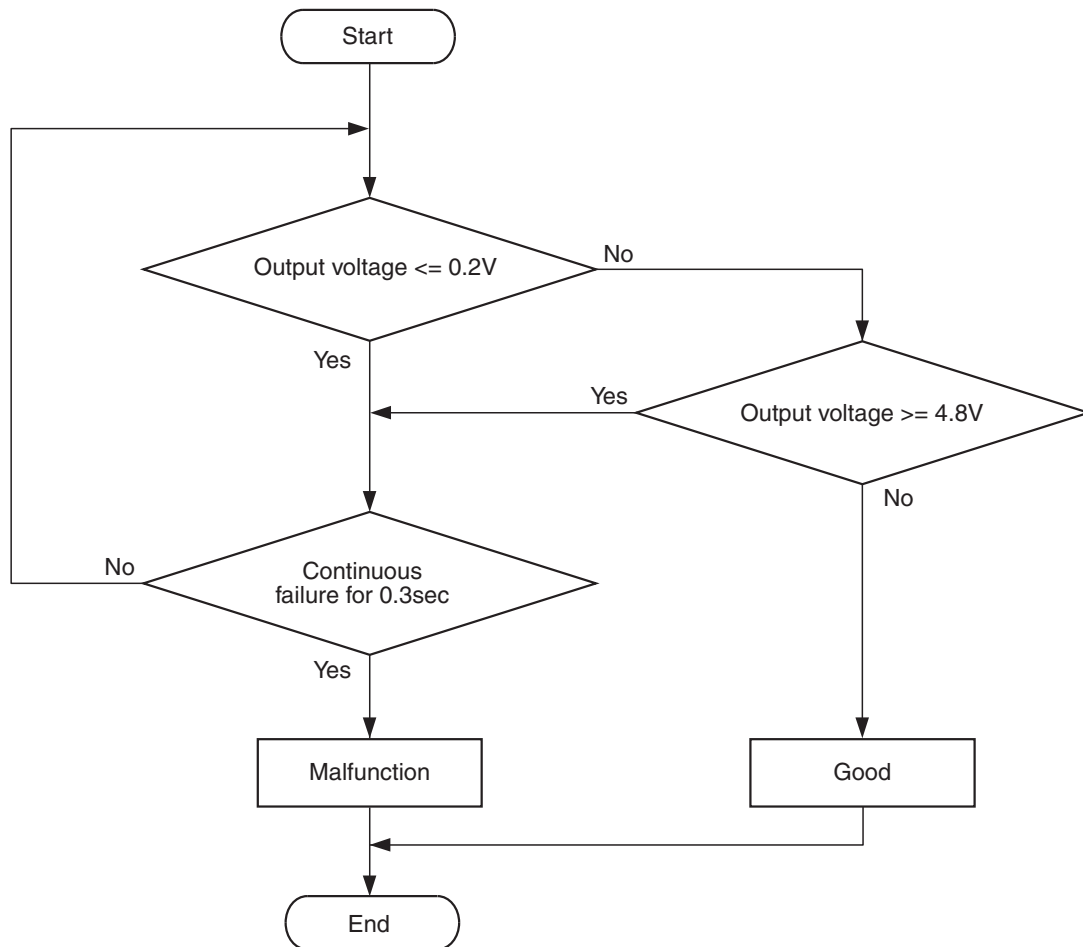 Start
Output voltage <= 0.2V
No
Yes
Yes
Output voltage >= 4.8V
No
No
Continuous
failure for 0.3sec
Yes
Malfunction
Good
End